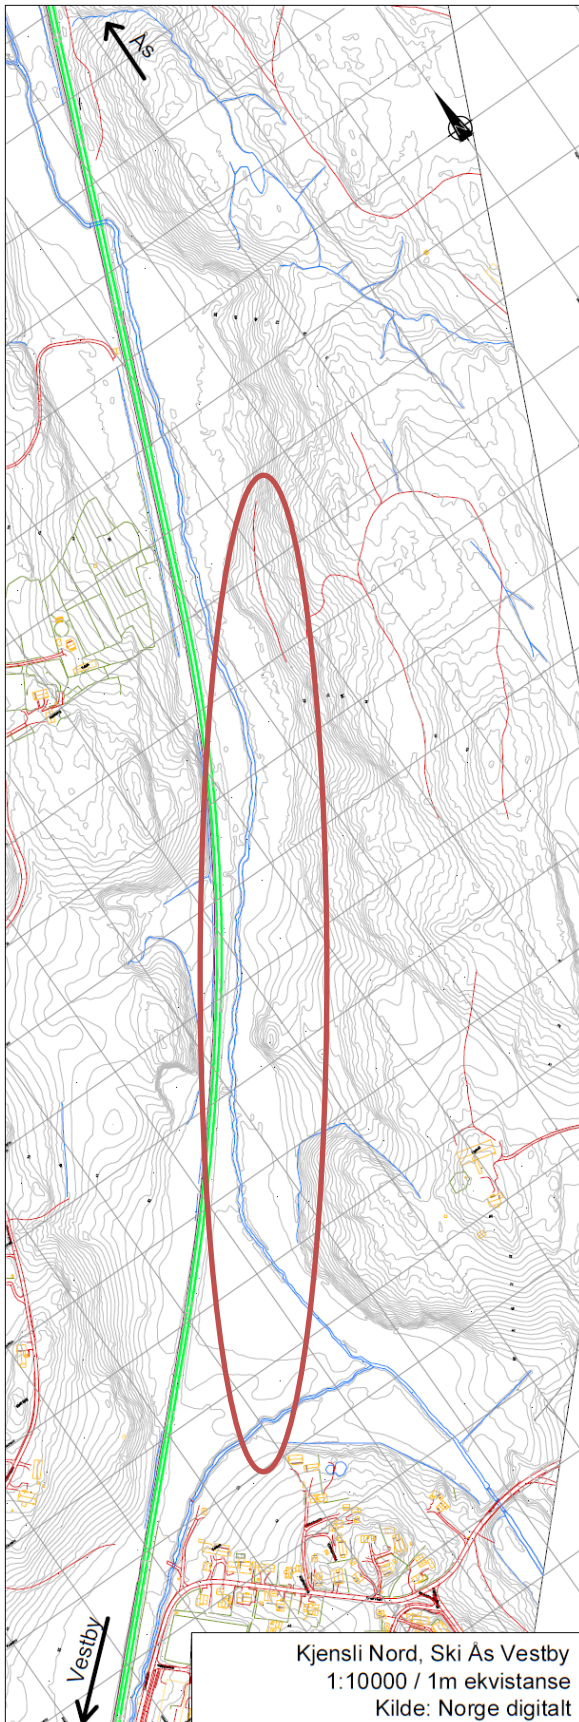 Ås
Vestby
Kjensli Nord, Ski Ås Vestby
1:10000 / 1m ekvistanse
Kilde: Norge digitalt